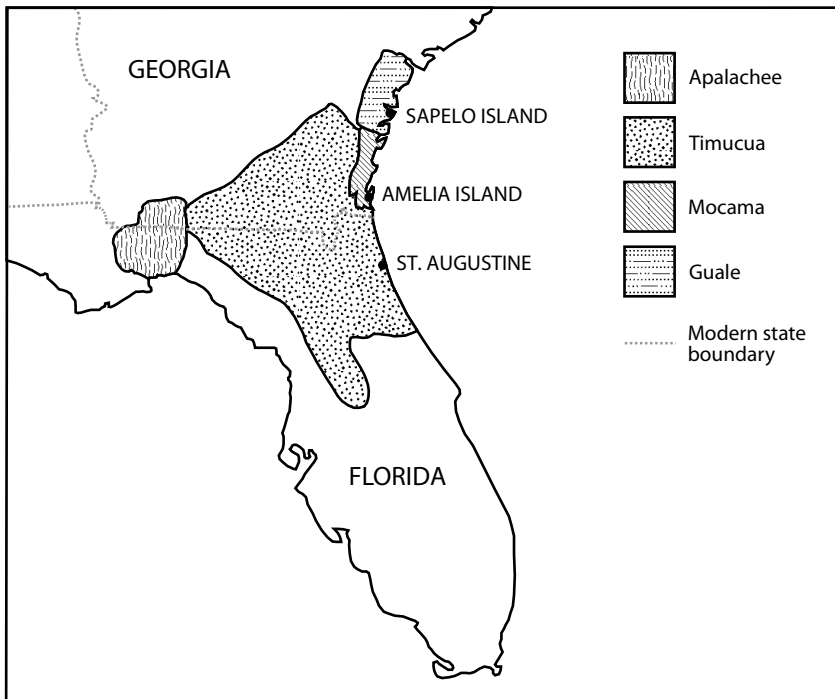 GEORGIA
SAPELO ISLAND
AMELIA ISLAND
ST. AUGUSTINE
FLORIDA
Apalachee
Timucua
Mocama
Guale
Modern state
boundary